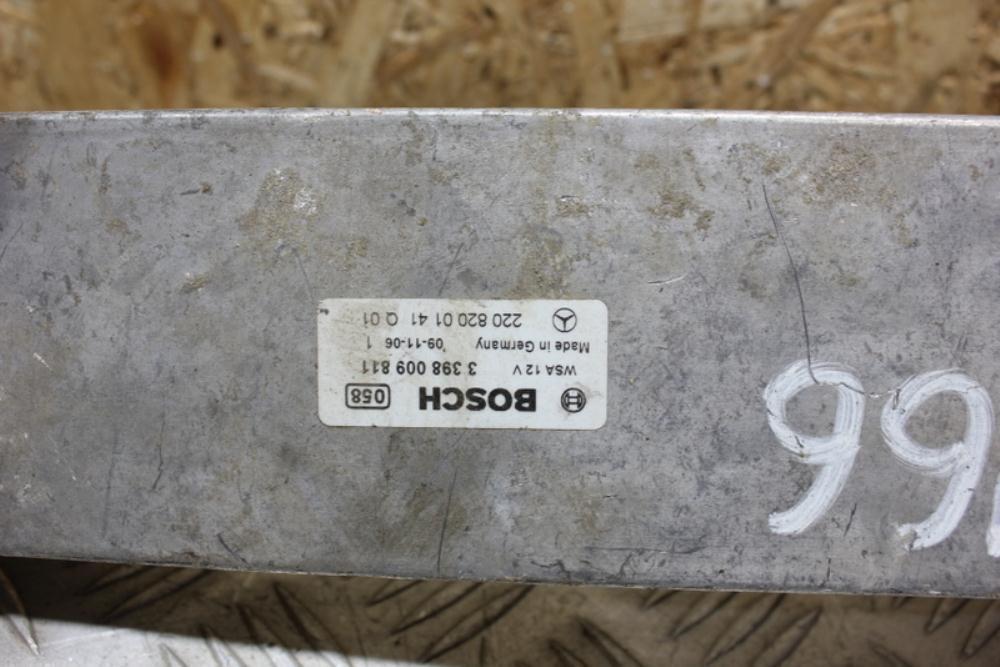 BOSCH 058
WSA 12 V 3 398 009 811
Made in Germany '09-11-06 1
220 820 01 41 Q 01